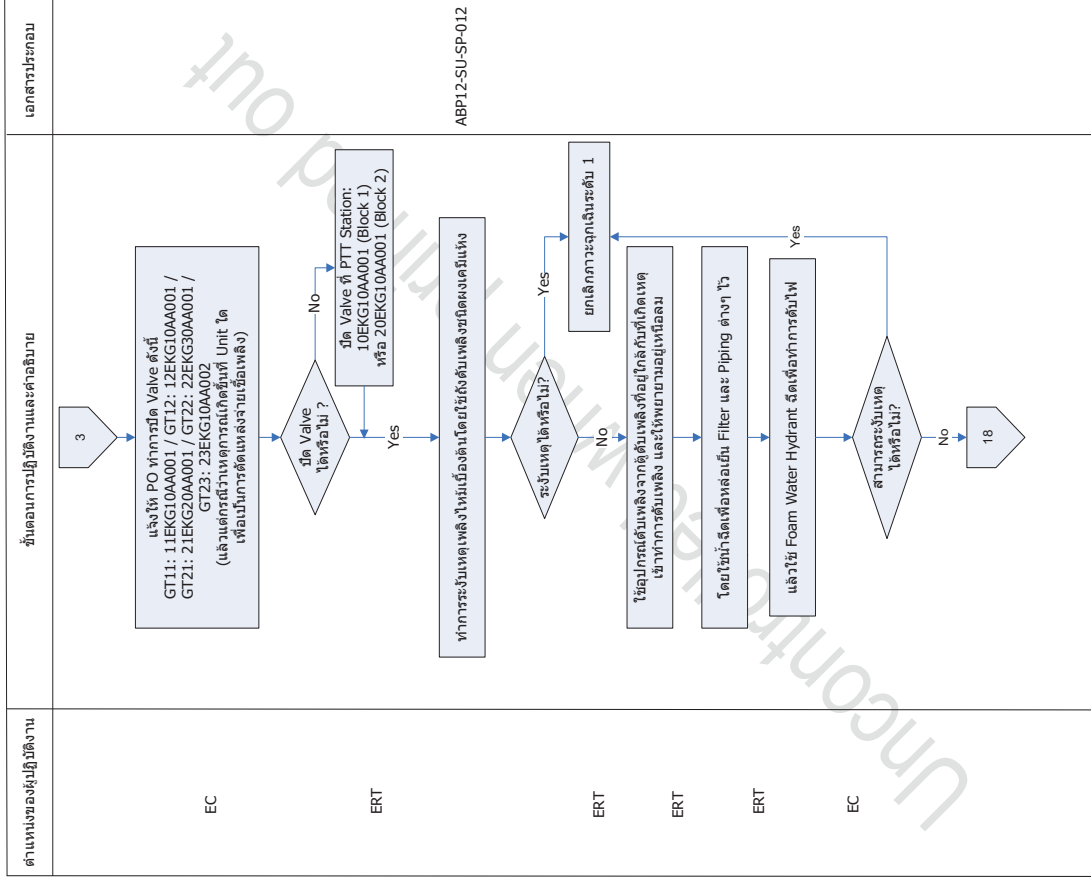 ตำแหน่งของผู้ปฏิบัติงาน
ขั้นตอนการปฏิบัติงานและคำอธิบาย
เอกสารประกอบ
3
EC
แจ้งให้ PO ทำการปิด Valve ดังนี้
GT11: 11EKG10AA001 / GT12: 12EKG10AA001 /
GT21: 21EKG20AA001 / GT22: 22EKG30AA001 /
GT23: 23EKG10AA002
(แล้วแต่กรณีว่าเหตุการณ์เกิดขึ้นที่ Unit ใด
เพื่อเป็นการตัดแหล่งจ่ายเชื้อเพลิง)
ERT
ปิด Valve
ได้หรือไม่ ?
No
ปิด Valve ที่ PTT Station:
10EKG10AA001 (Block 1)
หรือ 20EKG10AA001 (Block 2)
Yes
ทำการระงับเหตุเพลิงไหม้เบื้องต้นโดยใช้ถังดับเพลิงชนิดผงเคมีแห้ง
ABP12-SU-SP-012
ระงับเหตุได้หรือไม่?
Yes
ยกเลิกภาวะฉุกเฉินระดับ 1
No
ERT
ใช้อุปกรณ์ดับเพลิงจากตู้ดับเพลิงที่อยู่ใกล้กับที่เกิดเหตุ
เข้าทำการดับเพลิง และให้พยายามอยู่เหนือลม
ERT
โดยใช้น้ำฉีดเพื่อหล่อเย็น Filter และ Piping ต่างๆ ไว้
ERT
แล้วใช้ Foam Water Hydrant ฉีดเพื่อทำการดับไฟ
Yes
EC
สามารถระงับเหตุ
ได้หรือไม่?
No
18
Uncontrolled when printed out